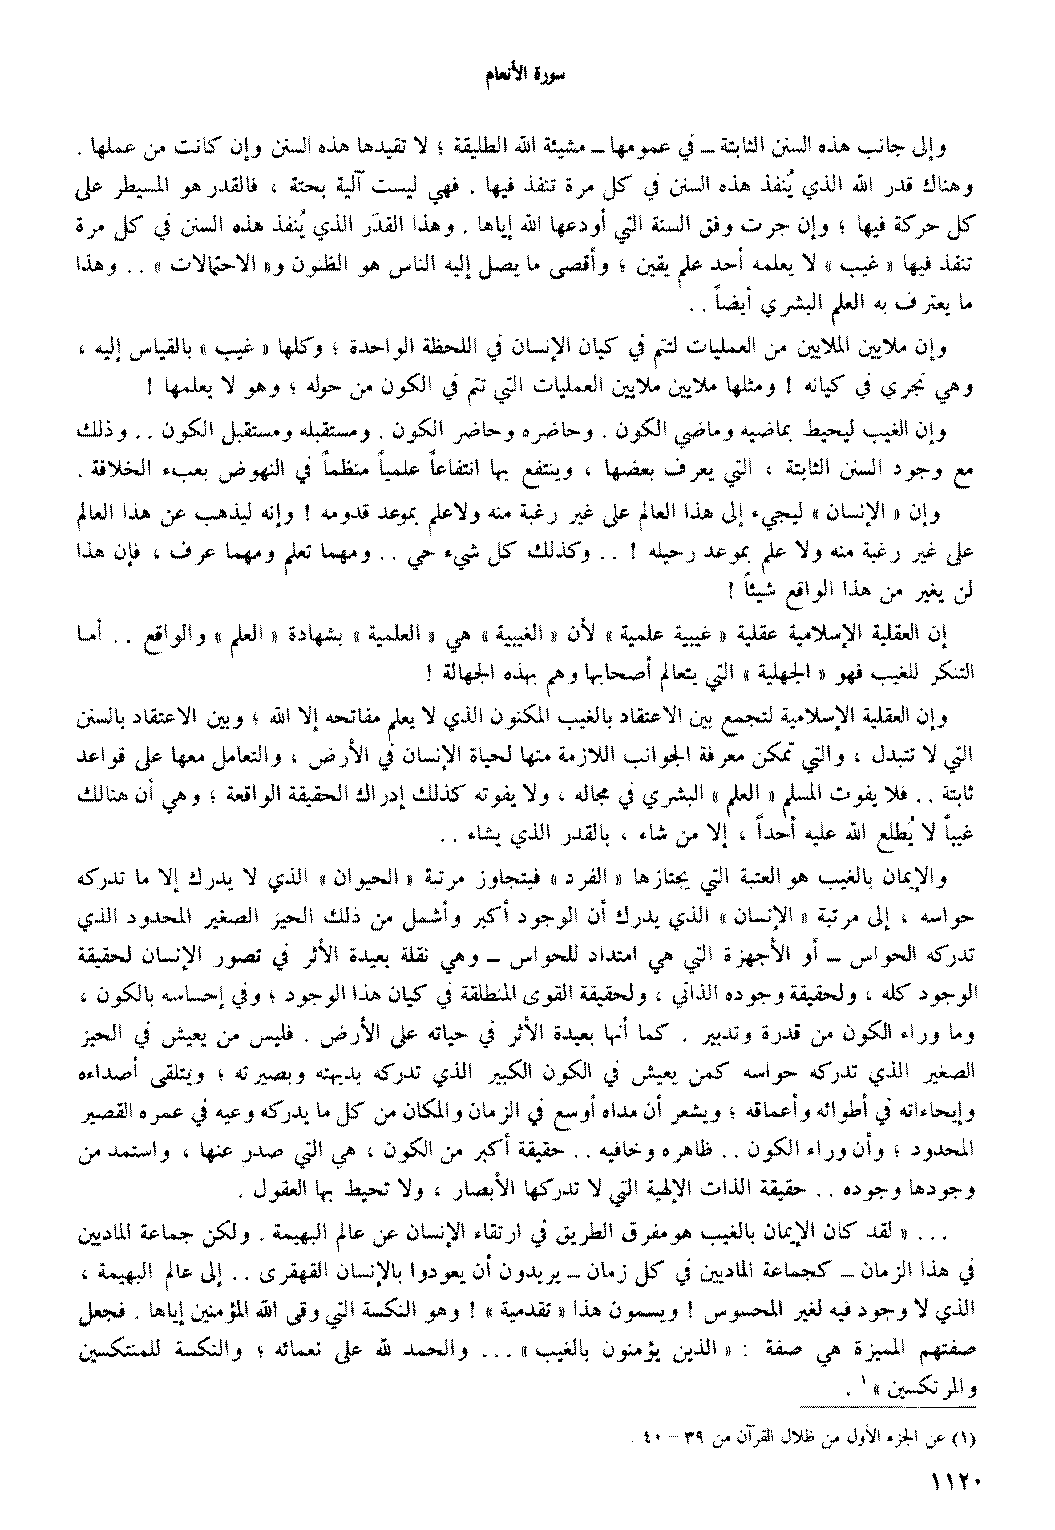 سورة الأنعام
وإلى جانب هذه السنن الثابتة – في عمومها – مشيئة الله الطليقة ؛ لا تقيدها هذه السنن وإن كانت من عملها .
وهناك قدر الله الذي يُنفذ هذه السنن في كل مرة تنفذ فيها . فهي ليست آلية بحتة ، فالقدر هو المسيطر على
كل حركة فيها ؛ وإن جرت وفق السنة التي أودعها الله إياها . وهذا القدَر الذي يُنفذ هذه السنن في كل مرة
تنفذ فيها « غيب » لا يعلمه أحد علم يقين ؛ وأقصى ما يصل إليه الناس هو الظنون و« الاحتمالات » .. وهذا
ما يعترف به العلم البشري أيضاً ..
وإن ملايين الملايين من العمليات لتتم في كيان الإنسان في اللحظة الواحدة ؛ وكلها « غيب » بالقياس إليه ،
وهي تجري في كيانه ! ومثلها ملايين ملايين العمليات التي تتم في الكون من حوله ؛ وهو لا يعلمها !
وإن الغيب ليحيط بماضيه وماضي الكون . وحاضره وحاضر الكون . ومستقبله ومستقبل الكون .. وذلك
مع وجود السنن الثابتة ، التي يعرف بعضها ، وينتفع بها انتفاعاً علمياً منظماً في النهوض بعبء الخلافة .
وإن « الإنسان » ليجيء إلى هذا العالم على غير رغبة منه ولاعلم بموعد قدومه ! وإنه ليذهب عن هذا العالم
على غير رغبة منه ولا علم بموعد رحيله ! .. وكذلك كل شيء حي .. ومهما تعلم ومهما عرف ، فإن هذا
لن يغير من هذا الواقع شيئاً !
إن العقلية الإسلامية عقلية « غيبية علمية » لأن « الغيبية » هي « العلمية » بشهادة « العلم » والواقع .. أما
التنكر للغيب فهو « الجهلية » التي يتعالم أصحابها وهم بهذه الجهالة !
وإن العقلية الإسلامية لتجمع بين الاعتقاد بالغيب المكنون الذي لا يعلم مفاتحه إلا الله ؛ وبين الاعتقاد بالسنن
التي لا تتبدل ، والتي تمكن معرفة الجوانب اللازمة منها لحياة الإنسان في الأرض ، والتعامل معها على قواعد
ثابتة .. فلا يفوت المسلم « العلم » البشري في مجاله ، ولا يفوته كذلك إدراك الحقيقة الواقعة ؛ وهي أن هنالك
غيباً لا يُطلع الله عليه أحداً ، إلا من شاء ، بالقدر الذي يشاء ..
والإيمان بالغيب هو العتبة التي يجتازها « الفرد » فيتجاوز مرتبة « الحيوان » الذي لا يدرك إلا ما تدركه
حواسه ، إلى مرتبة « الإنسان » الذي يدرك أن الوجود أكبر وأشمل من ذلك الحيز الصغير المحدود الذي
تدركه الحواس – أو الأجهزة التي هي امتداد للحواس – وهي نقلة بعيدة الأثر في تصور الإنسان لحقيقة
الوجود كله ، ولحقيقة وجوده الذاتي ، ولحقيقة القوى المنطلقة في كيان هذا الوجود ؛ وفي إحساسه بالكون ،
وما وراء الكون من قدرة وتدبير . كما أنها بعيدة الأثر في حياته على الأرض . فليس من يعيش في الحيز
الصغير الذي تدركه حواسه كمن يعيش في الكون الكبير الذي تدركه بديهته وبصيرته ؛ ويتلقى أصداءه
وإيحاءاته في أطوائه وأعماقه ؛ ويشعر أن مداه أوسع في الزمان والمكان من كل ما يدركه وعيه في عمره القصير
المحدود ؛ وأن وراء الكون .. ظاهره وخافيه .. حقيقة أكبر من الكون ، هي التي صدر عنها ، واستمد من
وجودها وجوده .. حقيقة الذات الإلهية التي لا تدركها الأبصار ، ولا تحيط بها العقول .
... « لقد كان الإيمان بالغيب هو مفرق الطريق في ارتقاء الإنسان عن عالم البهيمة . ولكن جماعة الماديين
في هذا الزمان – كجماعة الماديين في كل زمان – يريدون أن يعودوا بالإنسان القهقرى .. إلى عالم البهيمة ،
الذي لا وجود فيه لغير المحسوس ! ويسمون هذا « تقدمية » ! وهو النكسة التي وقى الله المؤمنين إياها . فجعل
صفتهم المميزة هي صفة : « الذين يؤمنون بالغيب » ... والحمد لله على نعمائه ؛ والنكسة للمنتكسين
والمرتكسين » ١ .
(١) عن الجزء الأول من ظلال القرآن من ٣٩ – ٤٠ .
١١٢٠